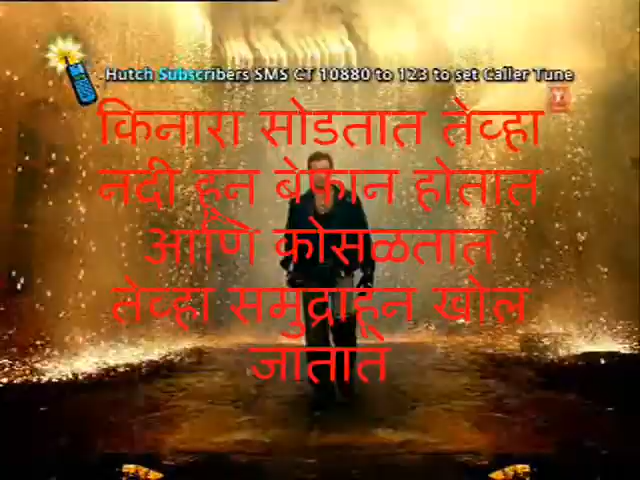 Hutch Subscribers SMS CT 10880 to 123 to set Caller Tune
किनारा सोडतात तेव्हा
नदी हून बेफान होतात
आणि कोसळतात
तेव्हा समुद्राहून खोल
जातात